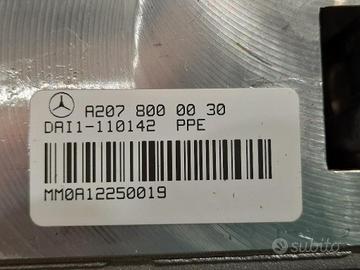 A207 800 00 30
DAI1-110142 PPE
MM0A12250019
subito